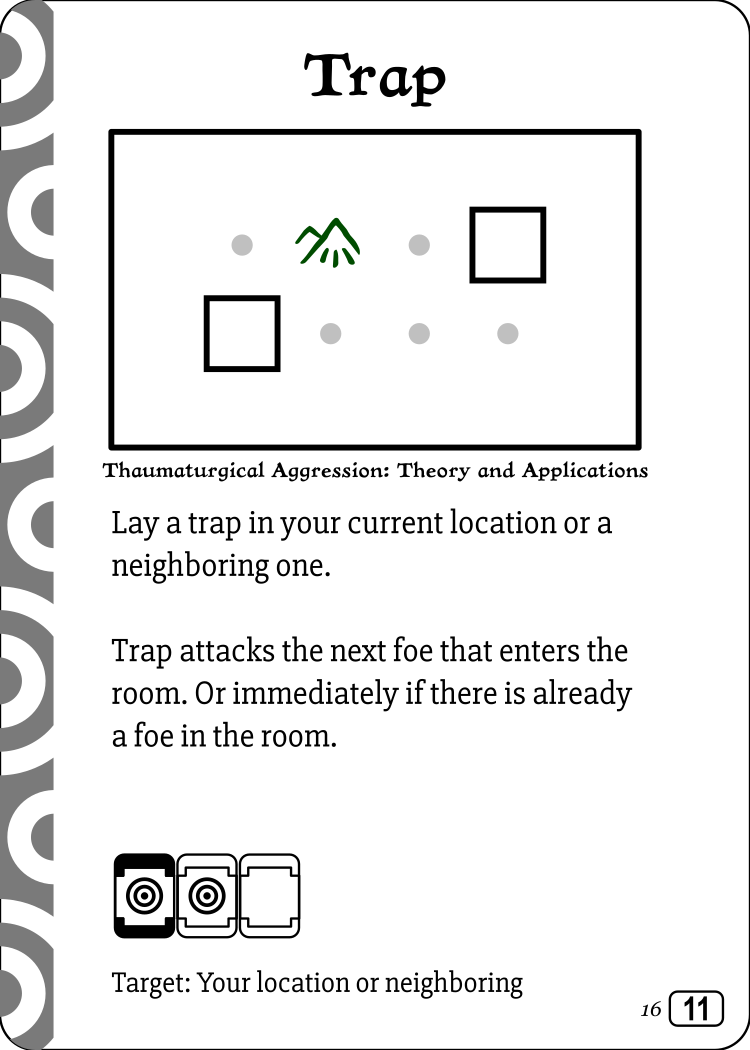 Trap
Thaumaturgical Aggression: Theory and Applications
Lay a trap in your current location or a
neighboring one.
Trap attacks the next foe that enters the
room. Or immediately if there is already
a foe in the room.
Target: Your location or neighboring
16 11